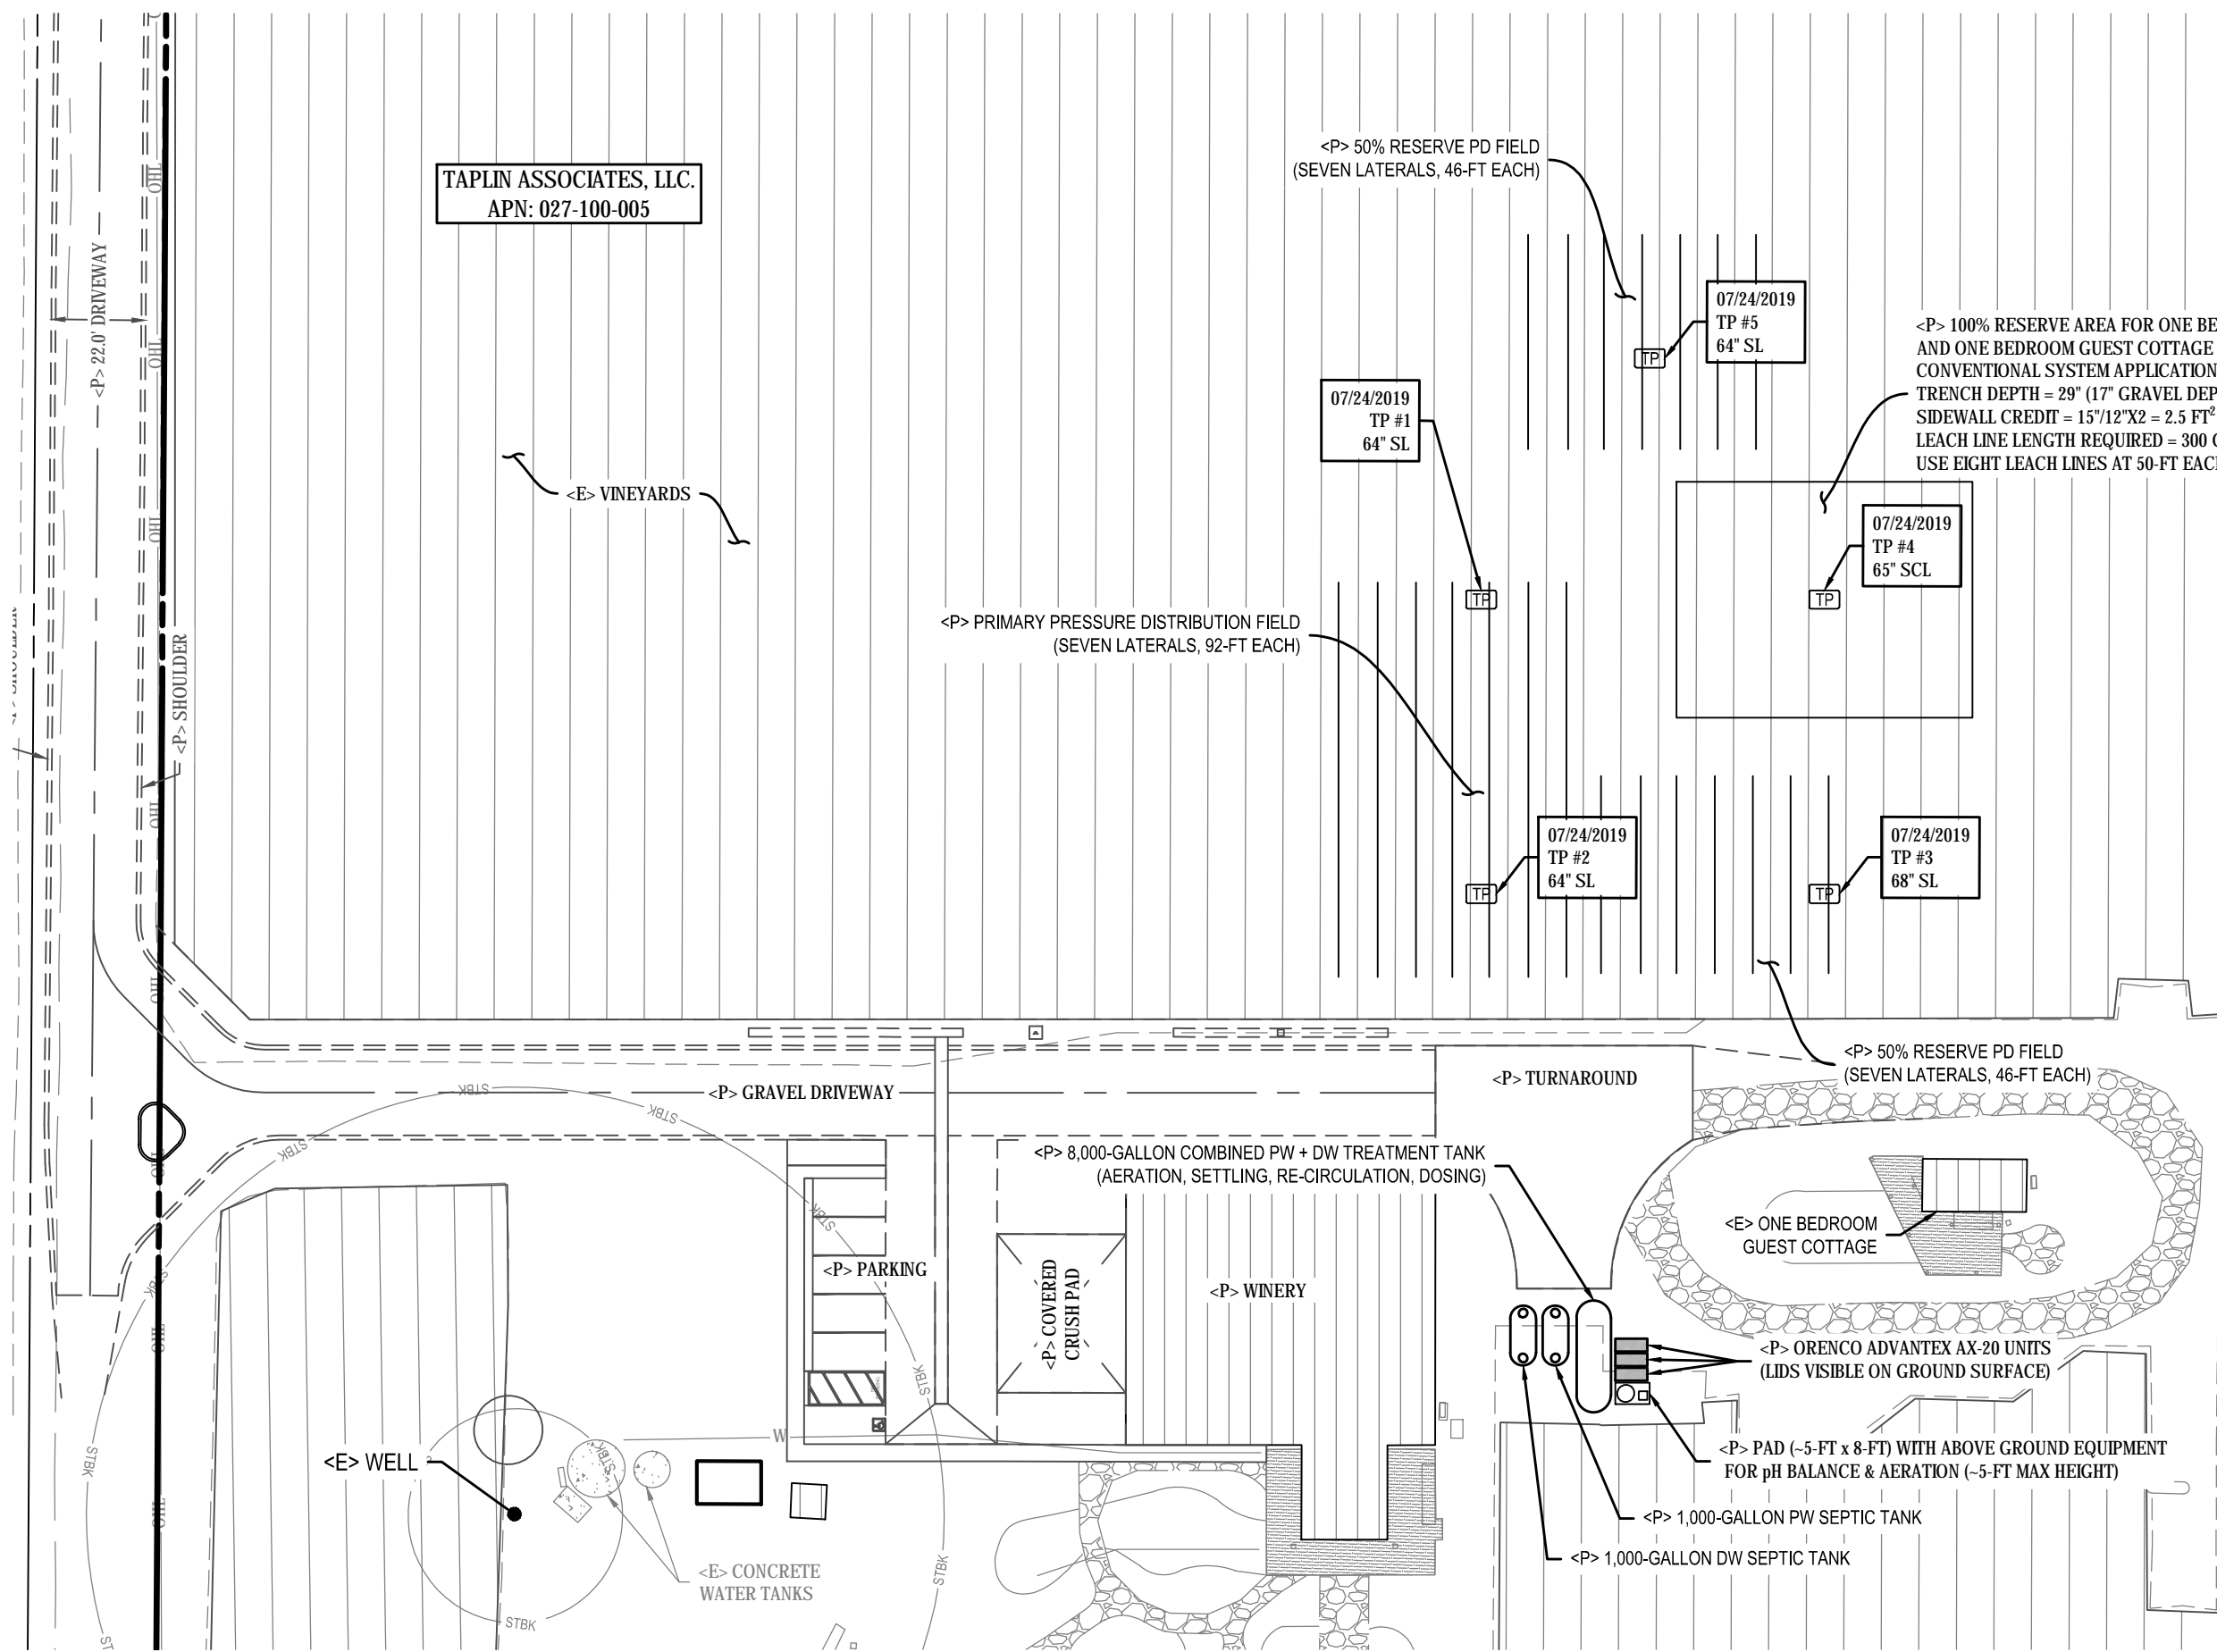 TAPLIN ASSOCIATES, LLC.
APN: 027-100-005
<P> 22.0' DRIVEWAY
<P> SHOULDER
OHL
OHL
OHL
OHL
OHL
OHL
OHL
OHL
<E> VINEYARDS
<P> 50% RESERVE PD FIELD
(SEVEN LATERALS, 46-FT EACH)
07/24/2019
TP #5
64" SL
TP
<P> 100% RESERVE AREA FOR ONE BE
AND ONE BEDROOM GUEST COTTAGE
CONVENTIONAL SYSTEM APPLICATION
TRENCH DEPTH = 29" (17" GRAVEL DEP
SIDEWALL CREDIT = 15"/12"X2 = 2.5 FT²
LEACH LINE LENGTH REQUIRED = 300
USE EIGHT LEACH LINES AT 50-FT EAC
07/24/2019
TP #1
64" SL
TP
07/24/2019
TP #4
65" SCL
TP
<P> PRIMARY PRESSURE DISTRIBUTION FIELD
(SEVEN LATERALS, 92-FT EACH)
07/24/2019
TP #2
64" SL
TP
07/24/2019
TP #3
68" SL
TP
<P> 50% RESERVE PD FIELD
(SEVEN LATERALS, 46-FT EACH)
<P> TURNAROUND
<P> GRAVEL DRIVEWAY
STBK
STBK
STBK
STBK
STBK
STBK
STBK
STBK
STBK
STBK
<P> 8,000-GALLON COMBINED PW + DW TREATMENT TANK
(AERATION, SETTLING, RE-CIRCULATION, DOSING)
<E> ONE BEDROOM
GUEST COTTAGE
<P> PARKING
<P> COVERED
CRUSH PAD
<P> WINERY
<P> ORENCO ADVANTEX AX-20 UNITS
(LIDS VISIBLE ON GROUND SURFACE)
W
<E> WELL
<P> PAD (~5-FT x 8-FT) WITH ABOVE GROUND EQUIPMENT
FOR pH BALANCE & AERATION (~5-FT MAX HEIGHT)
<P> 1,000-GALLON PW SEPTIC TANK
<P> 1,000-GALLON DW SEPTIC TANK
<E> CONCRETE
WATER TANKS